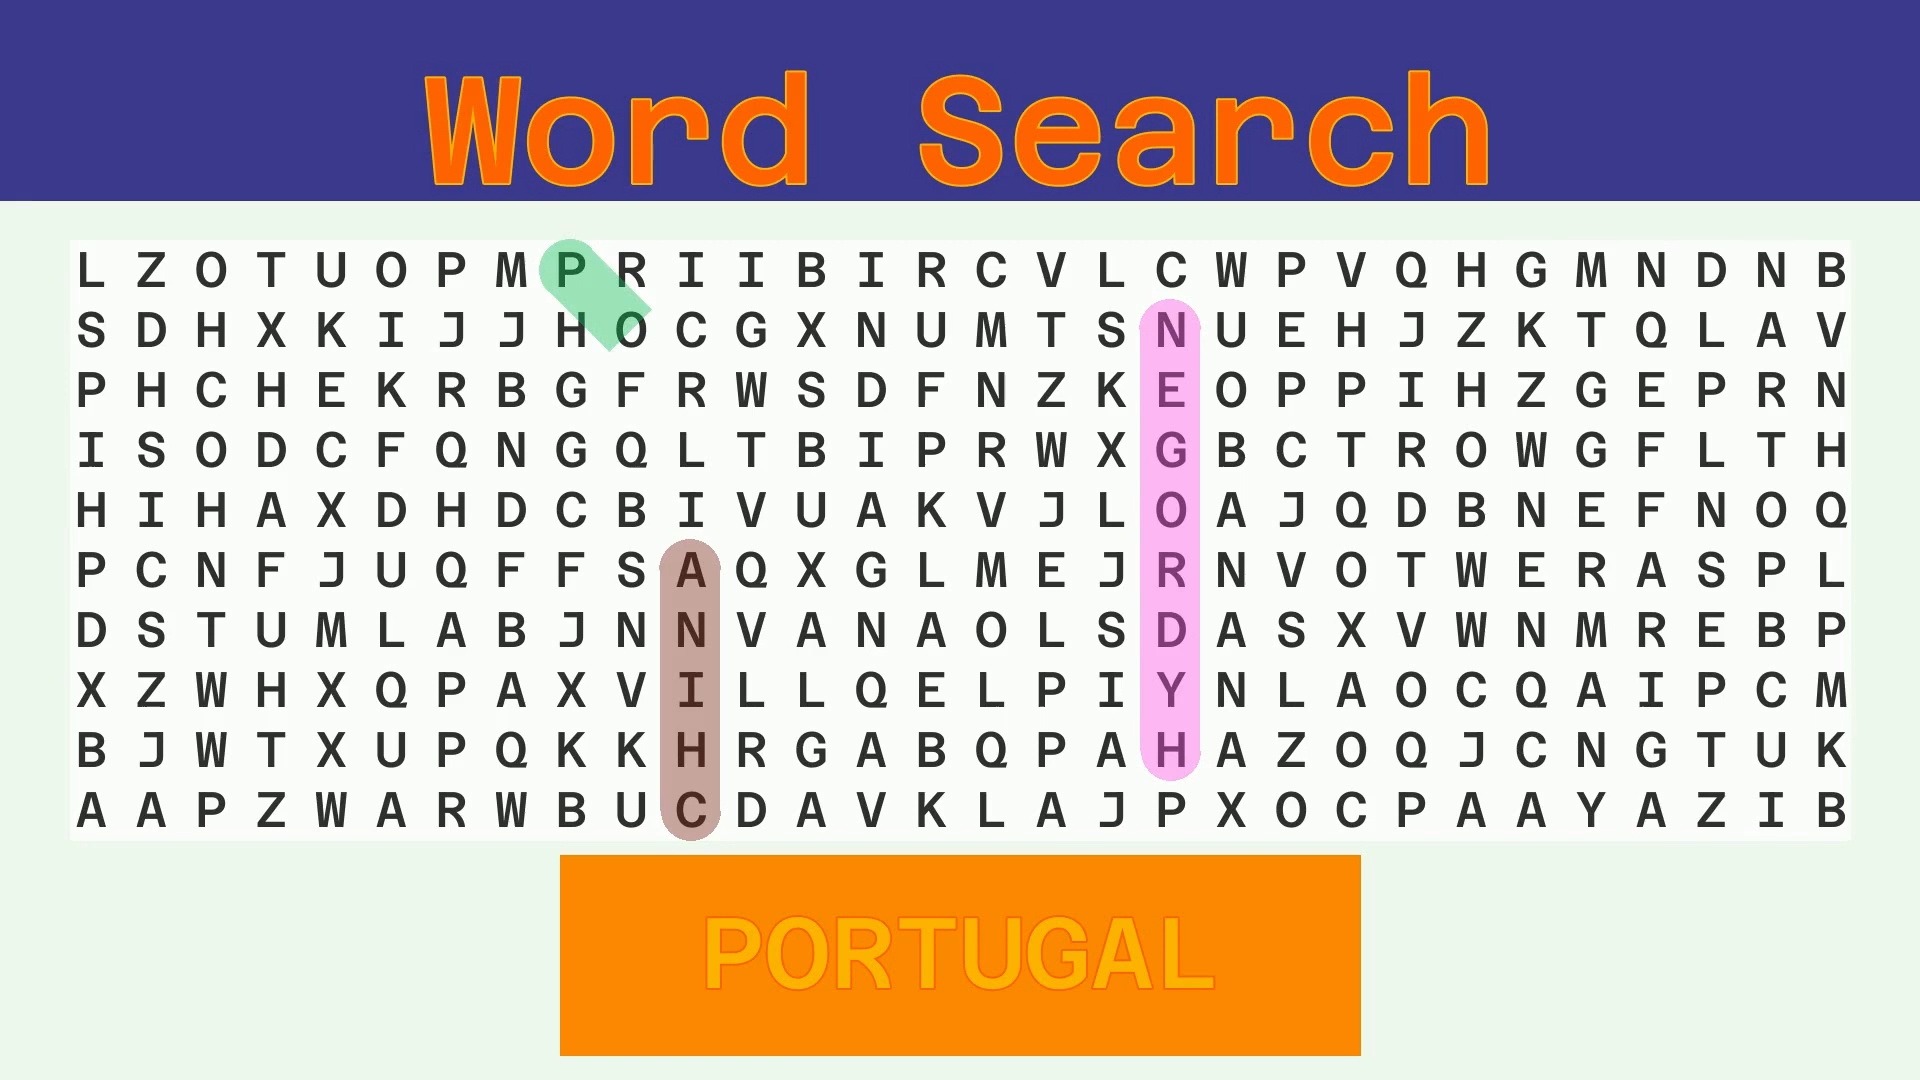 Word Search
L Z O T U O P M P R I I B I R C V L C W P V Q H G M N D N B
S D H X K I J J H O C G X N U M T S N U E H J Z K T Q L A V
P H C H E K R B G F R W S D F N Z K E O P P I H Z G E P R N
I S O D C F Q N G Q L T B I P R W X G B C T R O W G F L T H
H I H A X D H D C B I V U A K V J L O A J Q D B N E F N O Q
P C N F J U Q F F S A Q X G L M E J R N V O T W E R A S P L
D S T U M L A B J N N V A N A O L S D A S X V W N M R E B P
X Z W H X Q P A X V I L L Q E L P I Y N L A O C Q A I P C M
B J W T X U P Q K K H R G A B Q P A H A Z O Q J C N G T U K
A A P Z W A R W B U C D A V K L A J P X O C P A A Y A Z I B
PORTUGAL